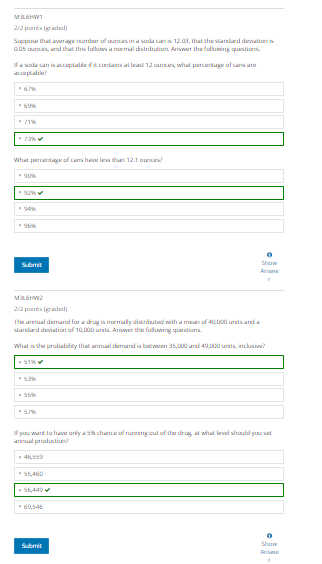 M3L6HW1
2/2 points (graded)
Suppose that average number of ounces in a soda can is 12.03, that the standard deviation is
0.05 ounces, and that this follows a normal distribution. Answer the following questions.
If a soda can is acceptable if it contains at least 12 ounces, what percentage of cans are
acceptable?
67%
69%
71%
73% ✔
What percentage of cans have less than 12.1 ounces?
90%
92% ✔
94%
96%
Submit
Show
Answe
r
M3L6HW2
2/2 points (graded)
The annual demand for a drug is normally distributed with a mean of 40,000 units and a
standard deviation of 10,000 units. Answer the following questions.
What is the probability that annual demand is between 35,000 and 49,000 units, inclusive?
51% ✔
53%
55%
57%
If you want to have only a 5% chance of running out of the drug, at what level should you set
annual production?
46,559
55,460
56,449 ✔
69,546
Submit
Show
Answe
r